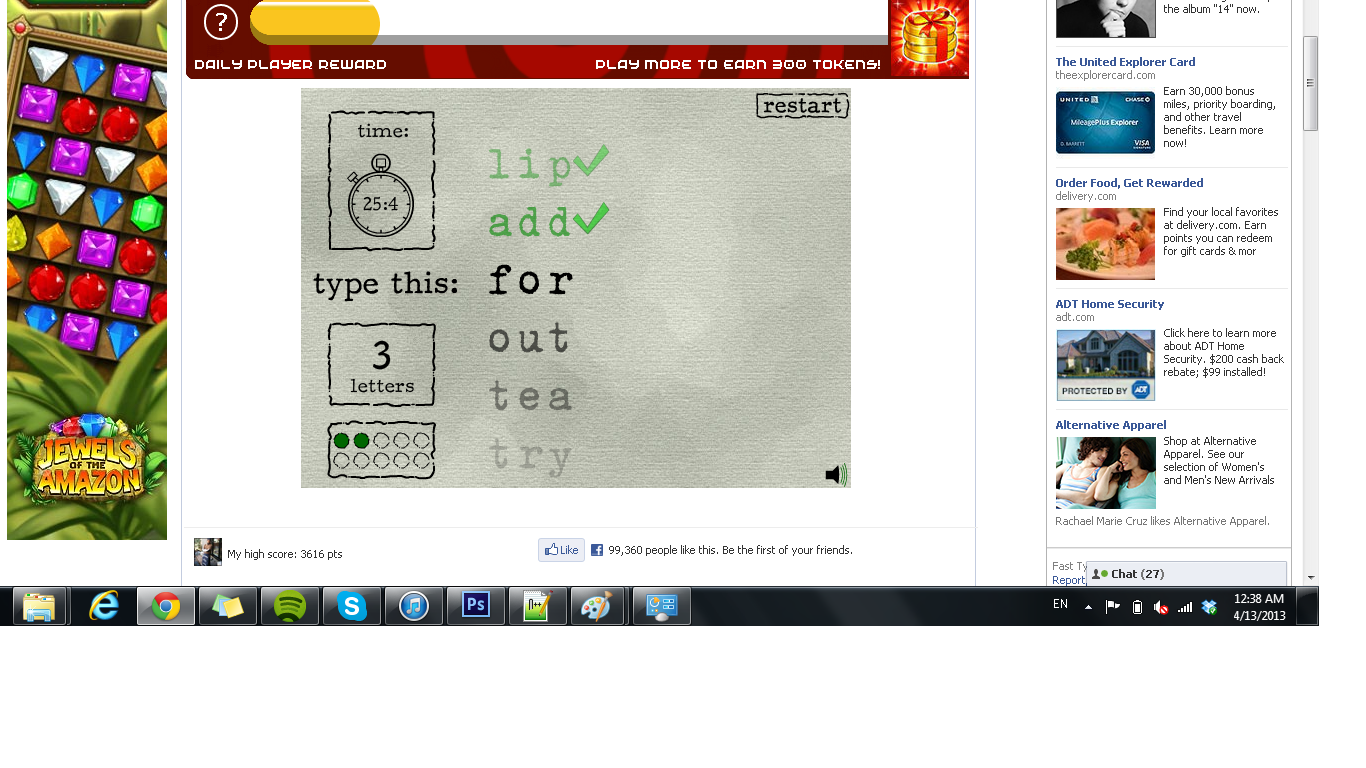 ?
DAILY PLAYER REWARD
PLAY MORE TO EARN 300 TOKENS!
restart
time:
25:4
lip
add
type this:
for
out
tea
try
3
letters
JEWELS
OF THE
AMAZON
My high score: 3616 pts
Like
99,360 people like this. Be the first of your friends.
the album "14" now.
The United Explorer Card
theexplorercard.com
UNITED
CHASE
MileagePlus Explorer
VISA
Earn 30,000 bonus
miles, priority boarding,
and other travel
benefits. Learn more
now!
Order Food, Get Rewarded
delivery.com
Find your local favorites
at delivery.com. Earn
points you can redeem
for gift cards & mor
ADT Home Security
adt.com
PROTECTED BY ADT
Click here to learn more
about ADT Home
Security. $200 cash back
rebate; $99 installed!
Alternative Apparel
Shop at Alternative
Apparel. See our
selection of Women's
and Men's New Arrivals
Rachael Marie Cruz likes Alternative Apparel.
Fast Ty
Report
Chat (27)
Ps
EN
12:38 AM
4/13/2013